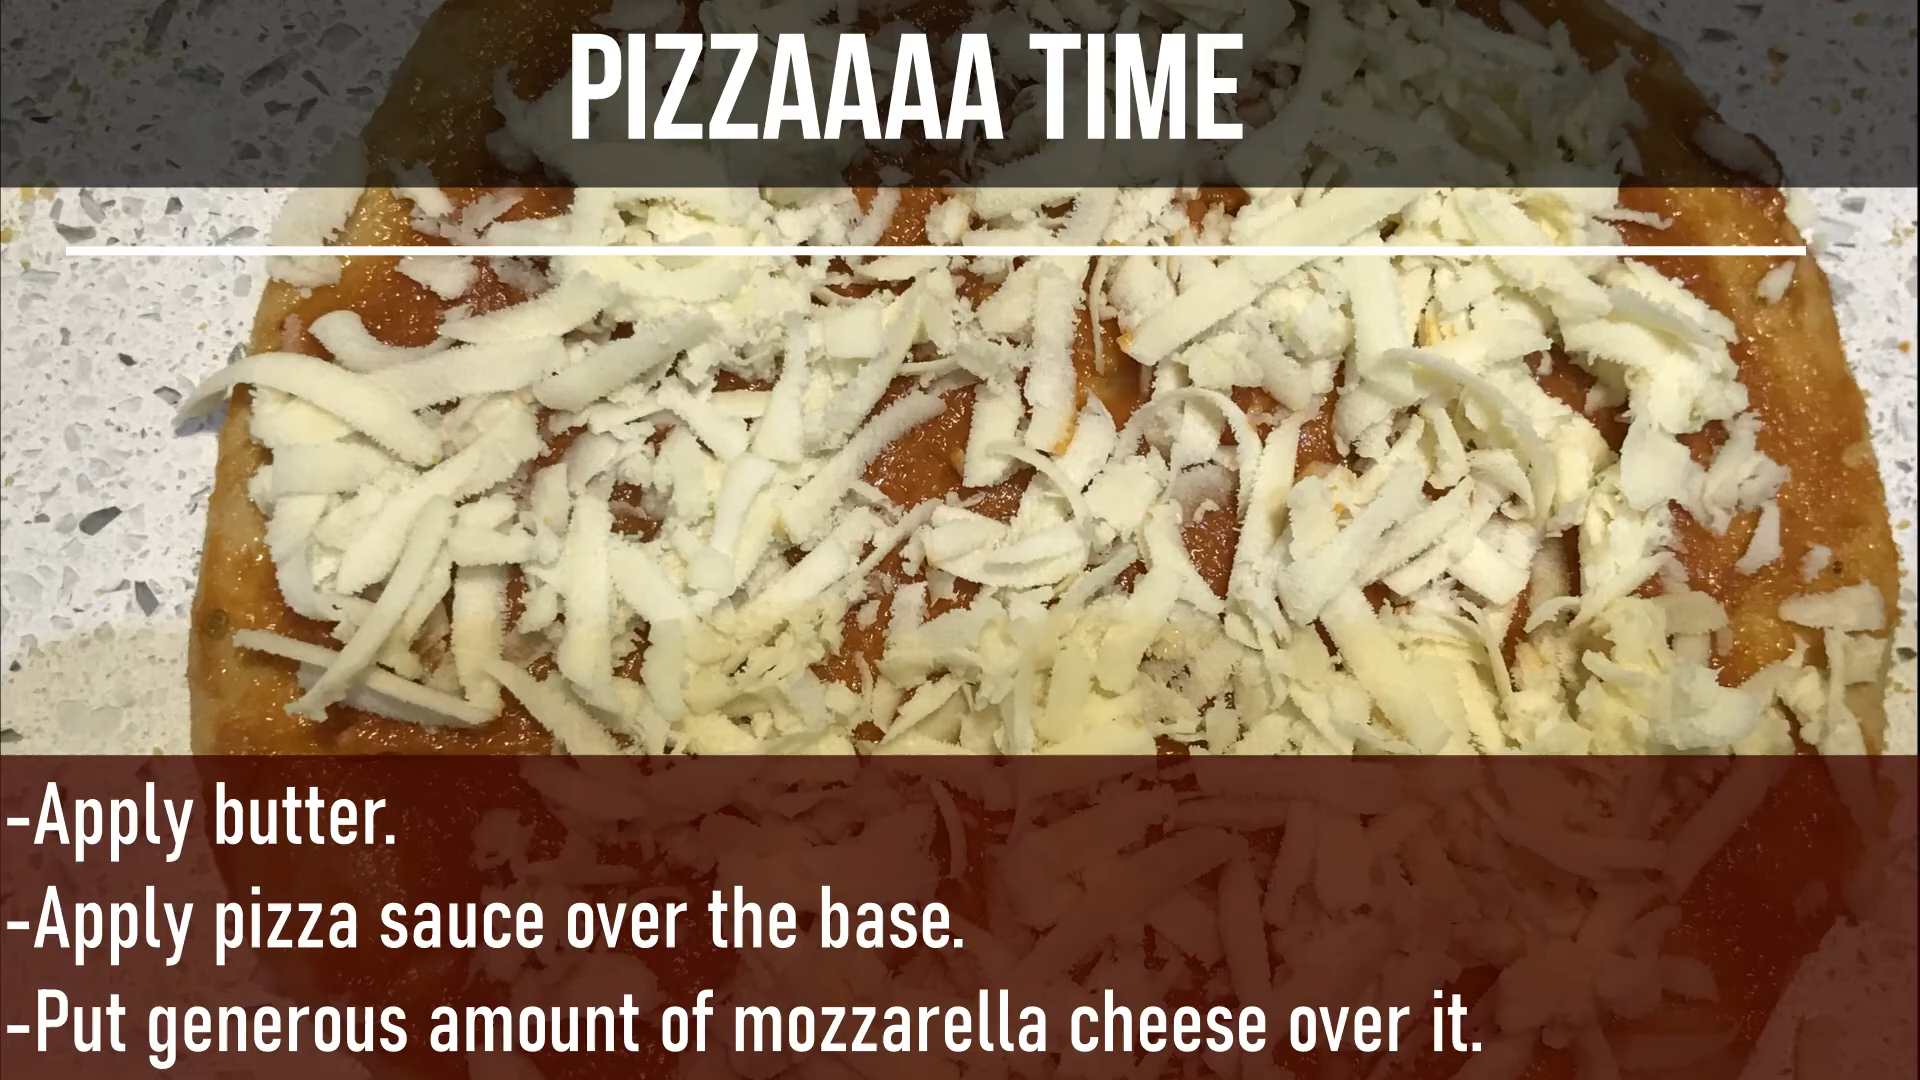 PIZZAAAA TIME
-Apply butter.
-Apply pizza sauce over the base.
-Put generous amount of mozzarella cheese over it.